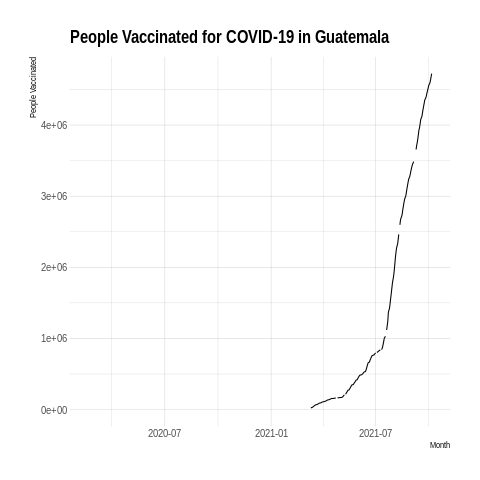 People Vaccinated for COVID-19 in Guatemala
People Vaccinated
4e+06
3e+06
2e+06
1e+06
0e+00
2020-07 2021-01 2021-07
Month